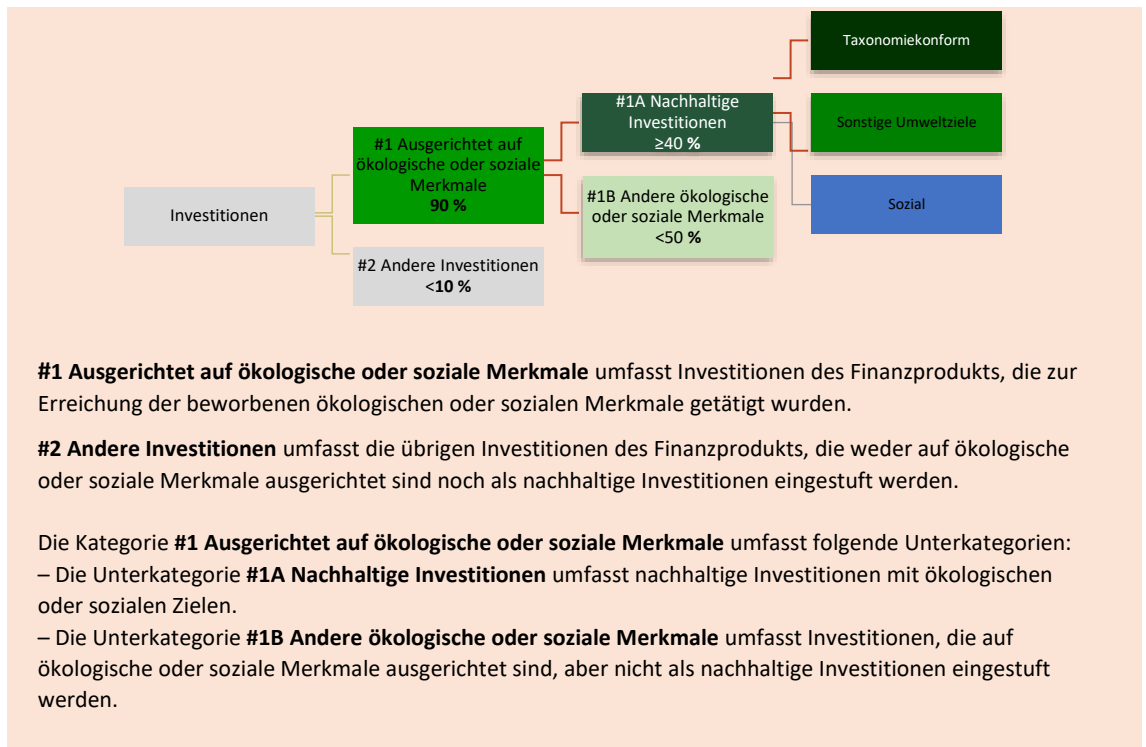 Taxonomiekonform
#1A Nachhaltige
Investitionen
≥40 %
Sonstige Umweltziele
#1 Ausgerichtet auf
ökologische oder soziale
Merkmale
90 %
#1B Andere ökologische
oder soziale Merkmale
<50 %
Sozial
Investitionen
#2 Andere Investitionen
<10 %
#1 Ausgerichtet auf ökologische oder soziale Merkmale umfasst Investitionen des Finanzprodukts, die zur
Erreichung der beworbenen ökologischen oder sozialen Merkmale getätigt wurden.
#2 Andere Investitionen umfasst die übrigen Investitionen des Finanzprodukts, die weder auf ökologische
oder soziale Merkmale ausgerichtet sind noch als nachhaltige Investitionen eingestuft werden.
Die Kategorie #1 Ausgerichtet auf ökologische oder soziale Merkmale umfasst folgende Unterkategorien:
– Die Unterkategorie #1A Nachhaltige Investitionen umfasst nachhaltige Investitionen mit ökologischen
oder sozialen Zielen.
– Die Unterkategorie #1B Andere ökologische oder soziale Merkmale umfasst Investitionen, die auf
ökologische oder soziale Merkmale ausgerichtet sind, aber nicht als nachhaltige Investitionen eingestuft
werden.